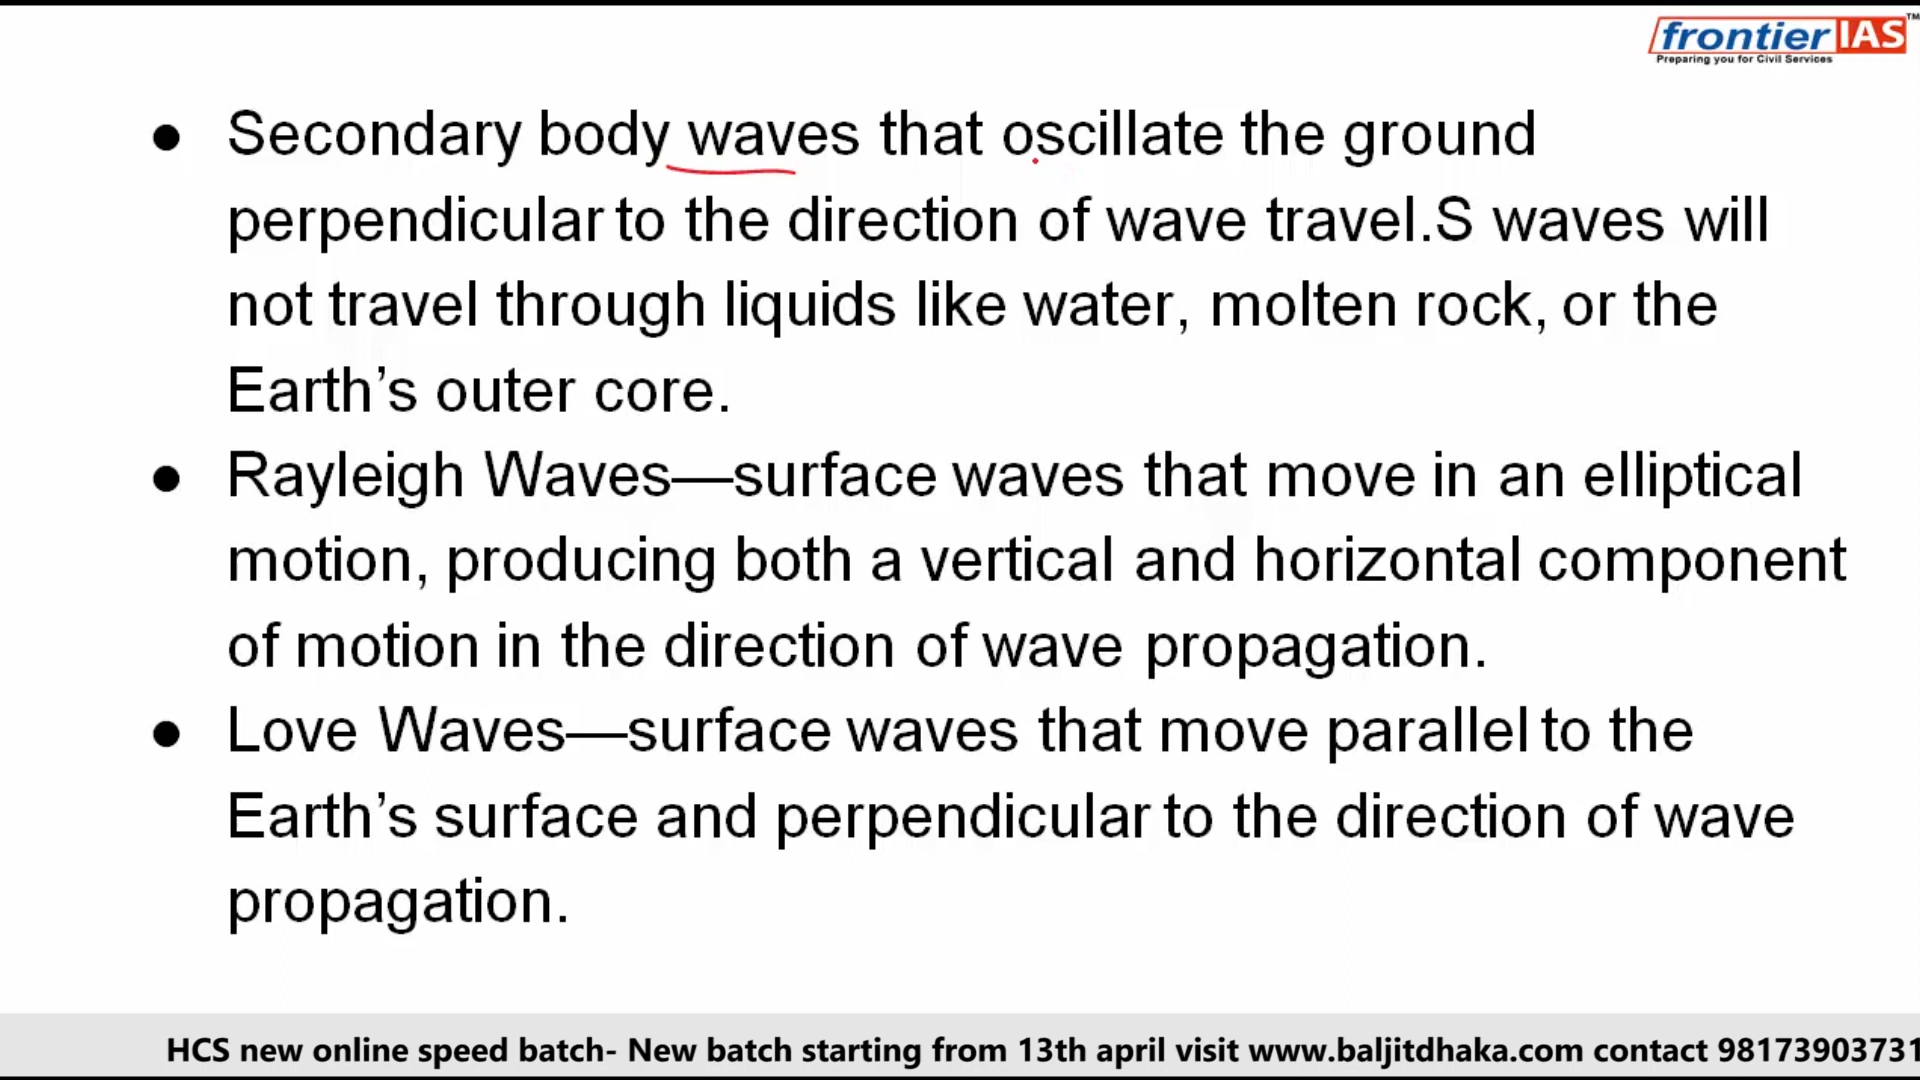 frontier IAS™
Preparing you for Civil Services
● Secondary body waves that oscillate the ground
perpendicular to the direction of wave travel.S waves will
not travel through liquids like water, molten rock, or the
Earth’s outer core.
● Rayleigh Waves—surface waves that move in an elliptical
motion, producing both a vertical and horizontal component
of motion in the direction of wave propagation.
● Love Waves—surface waves that move parallel to the
Earth’s surface and perpendicular to the direction of wave
propagation.
HCS new online speed batch- New batch starting from 13th april visit www.baljitdhaka.com contact 98173903731